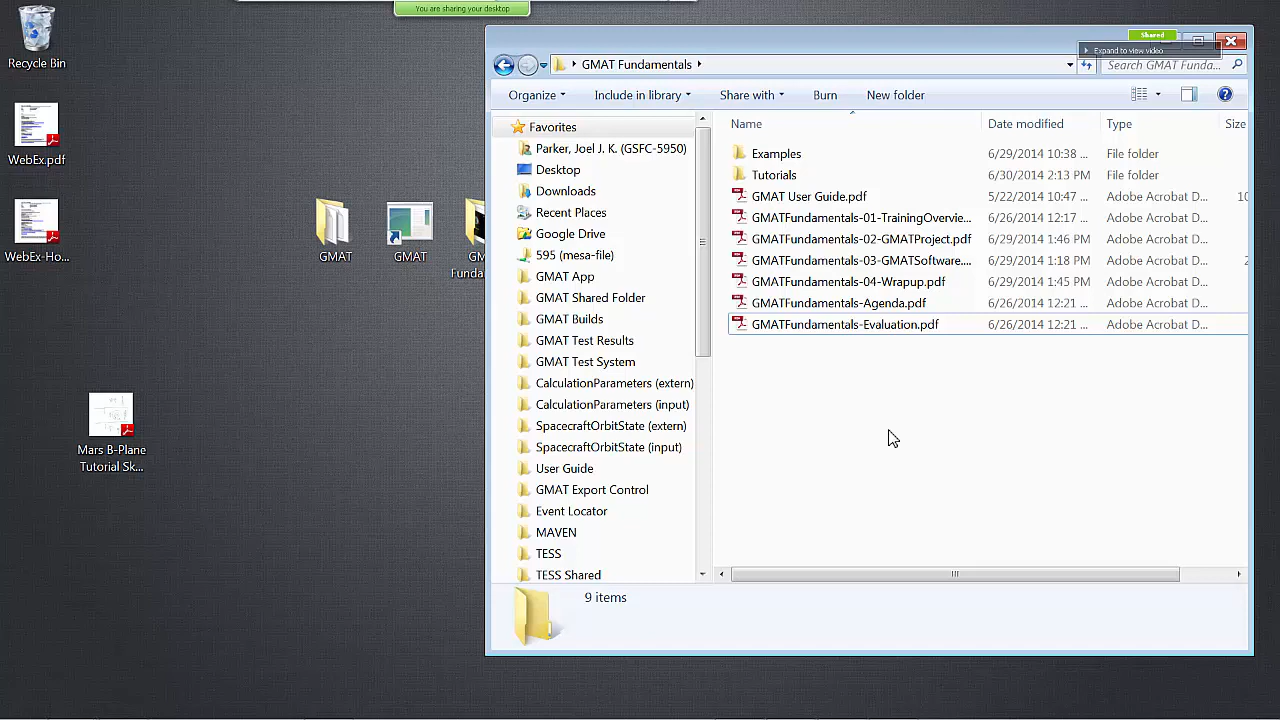 You are sharing your desktop
Recycle Bin
WebEx.pdf
WebEx-Ho...
Mars B-Plane
Tutorial Sk...
GMAT
GMAT
GM
Funda
Shared
Expand to view video
GMAT Fundamentals
Search GMAT Funda...
Organize
Include in library
Share with
Burn
New folder
Favorites
Parker, Joel J. K. (GSFC-5950)
Desktop
Downloads
Recent Places
Google Drive
595 (mesa-file)
GMAT App
GMAT Shared Folder
GMAT Builds
GMAT Test Results
GMAT Test System
CalculationParameters (extern)
CalculationParameters (input)
SpacecraftOrbitState (extern)
SpacecraftOrbitState (input)
User Guide
GMAT Export Control
Event Locator
MAVEN
TESS
TESS Shared
Name Date modified Type Size
Examples 6/29/2014 10:38 ... File folder
Tutorials 6/30/2014 2:13 PM File folder
GMAT User Guide.pdf 5/22/2014 10:47 ... Adobe Acrobat D... 10
GMATFundamentals-01-TrainingOvervie... 6/26/2014 12:17 ... Adobe Acrobat D...
GMATFundamentals-02-GMATProject.pdf 6/29/2014 1:46 PM Adobe Acrobat D...
GMATFundamentals-03-GMATSoftware.... 6/29/2014 1:18 PM Adobe Acrobat D... 2
GMATFundamentals-04-Wrapup.pdf 6/29/2014 1:45 PM Adobe Acrobat D...
GMATFundamentals-Agenda.pdf 6/26/2014 12:21 ... Adobe Acrobat D...
GMATFundamentals-Evaluation.pdf 6/26/2014 12:21 ... Adobe Acrobat D...
9 items